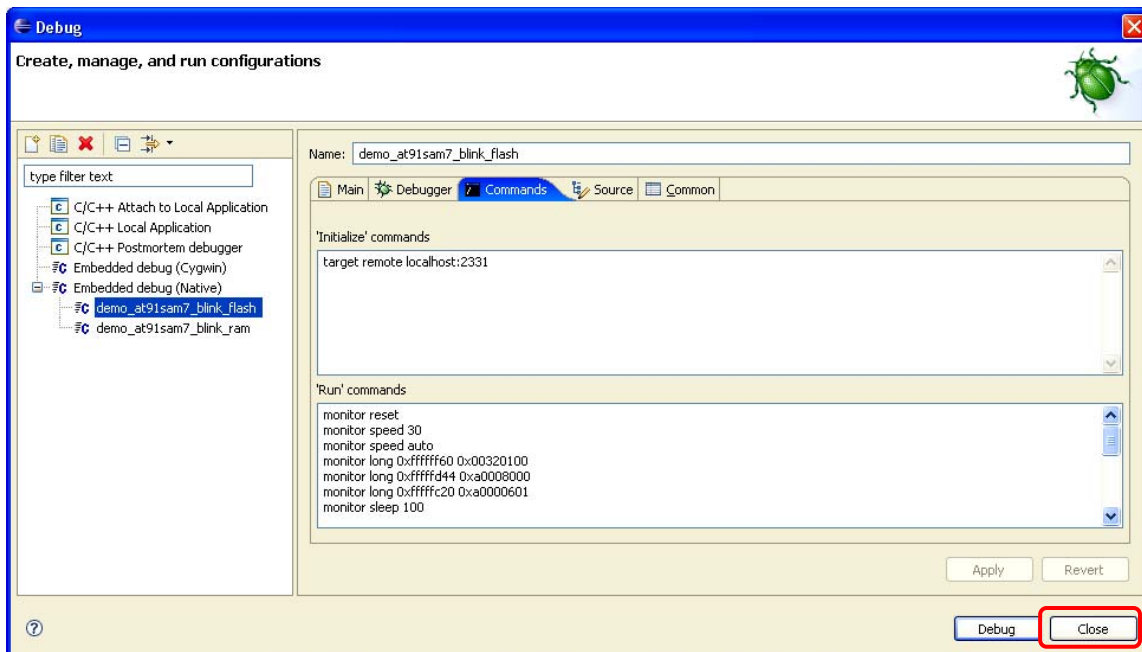 Debug
Create, manage, and run configurations
type filter text
C/C++ Attach to Local Application
C/C++ Local Application
C/C++ Postmortem debugger
Embedded debug (Cygwin)
Embedded debug (Native)
demo_at91sam7_blink_flash
demo_at91sam7_blink_ram
Name: demo_at91sam7_blink_flash
Main Debugger Commands Source Common
'Initialize' commands
target remote localhost:2331
'Run' commands
monitor reset
monitor speed 30
monitor speed auto
monitor long 0xffffff60 0x00320100
monitor long 0xfffffd44 0xa0008000
monitor long 0xfffffc20 0xa0000601
monitor sleep 100
Apply Revert
Debug Close